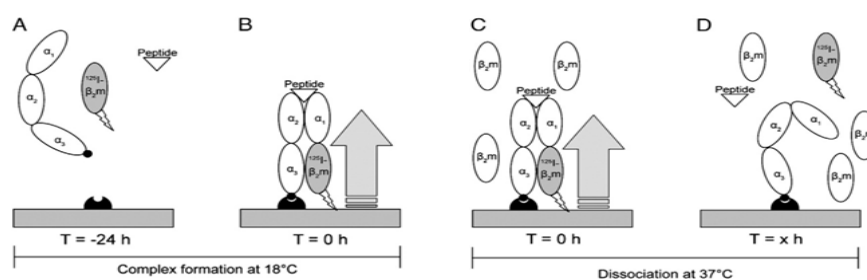 A
B
C
D
α1
α2
α3
125I-
β2m
Peptide
T = -24 h
Peptide
α2
α1
α3
125I-
β2m
T = 0 h
Complex formation at 18°C
β2m
β2m
Peptide
α2
α1
β2m
α3
125I-
β2m
T = 0 h
β2m
125I-
β2m
Peptide
α2
α1
β2m
α3
β2m
T = x h
Dissociation at 37°C